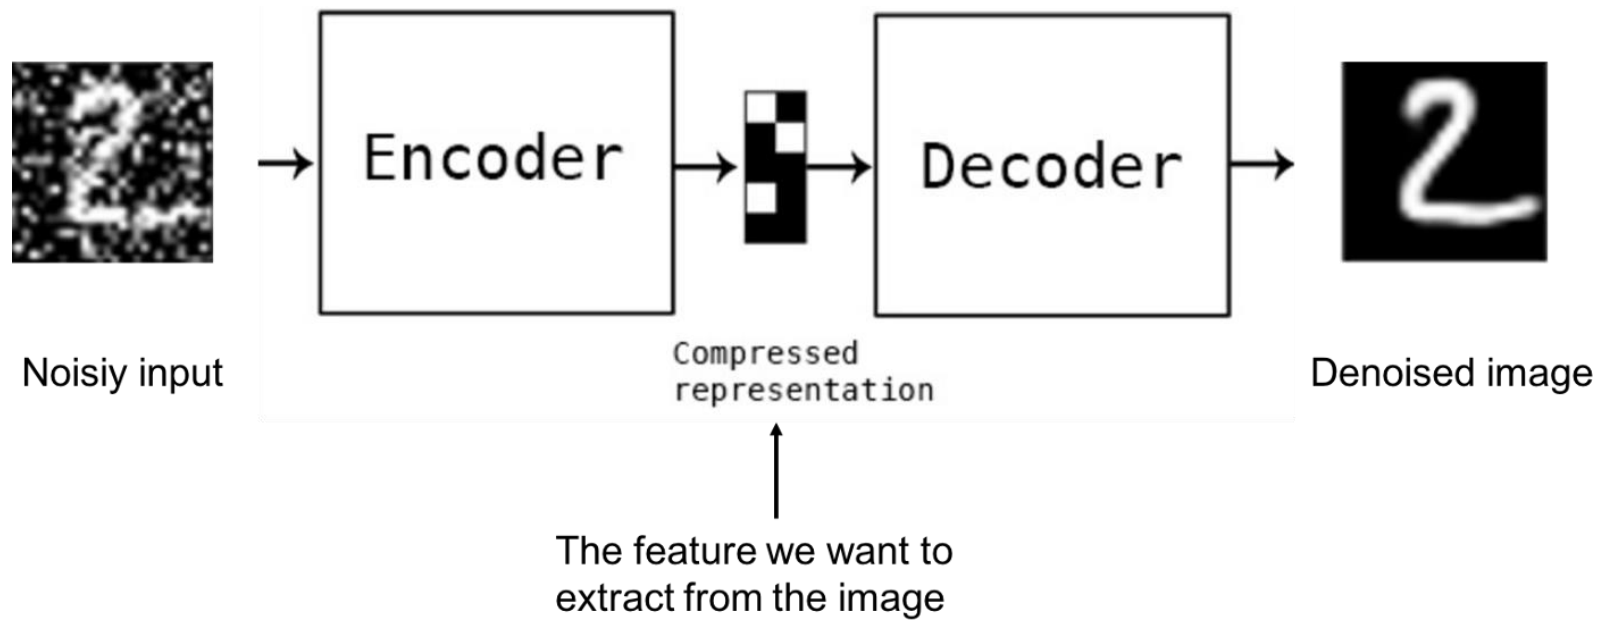 Encoder
Decoder
Noisiy input
Compressed
representation
Denoised image
The feature we want to
extract from the image